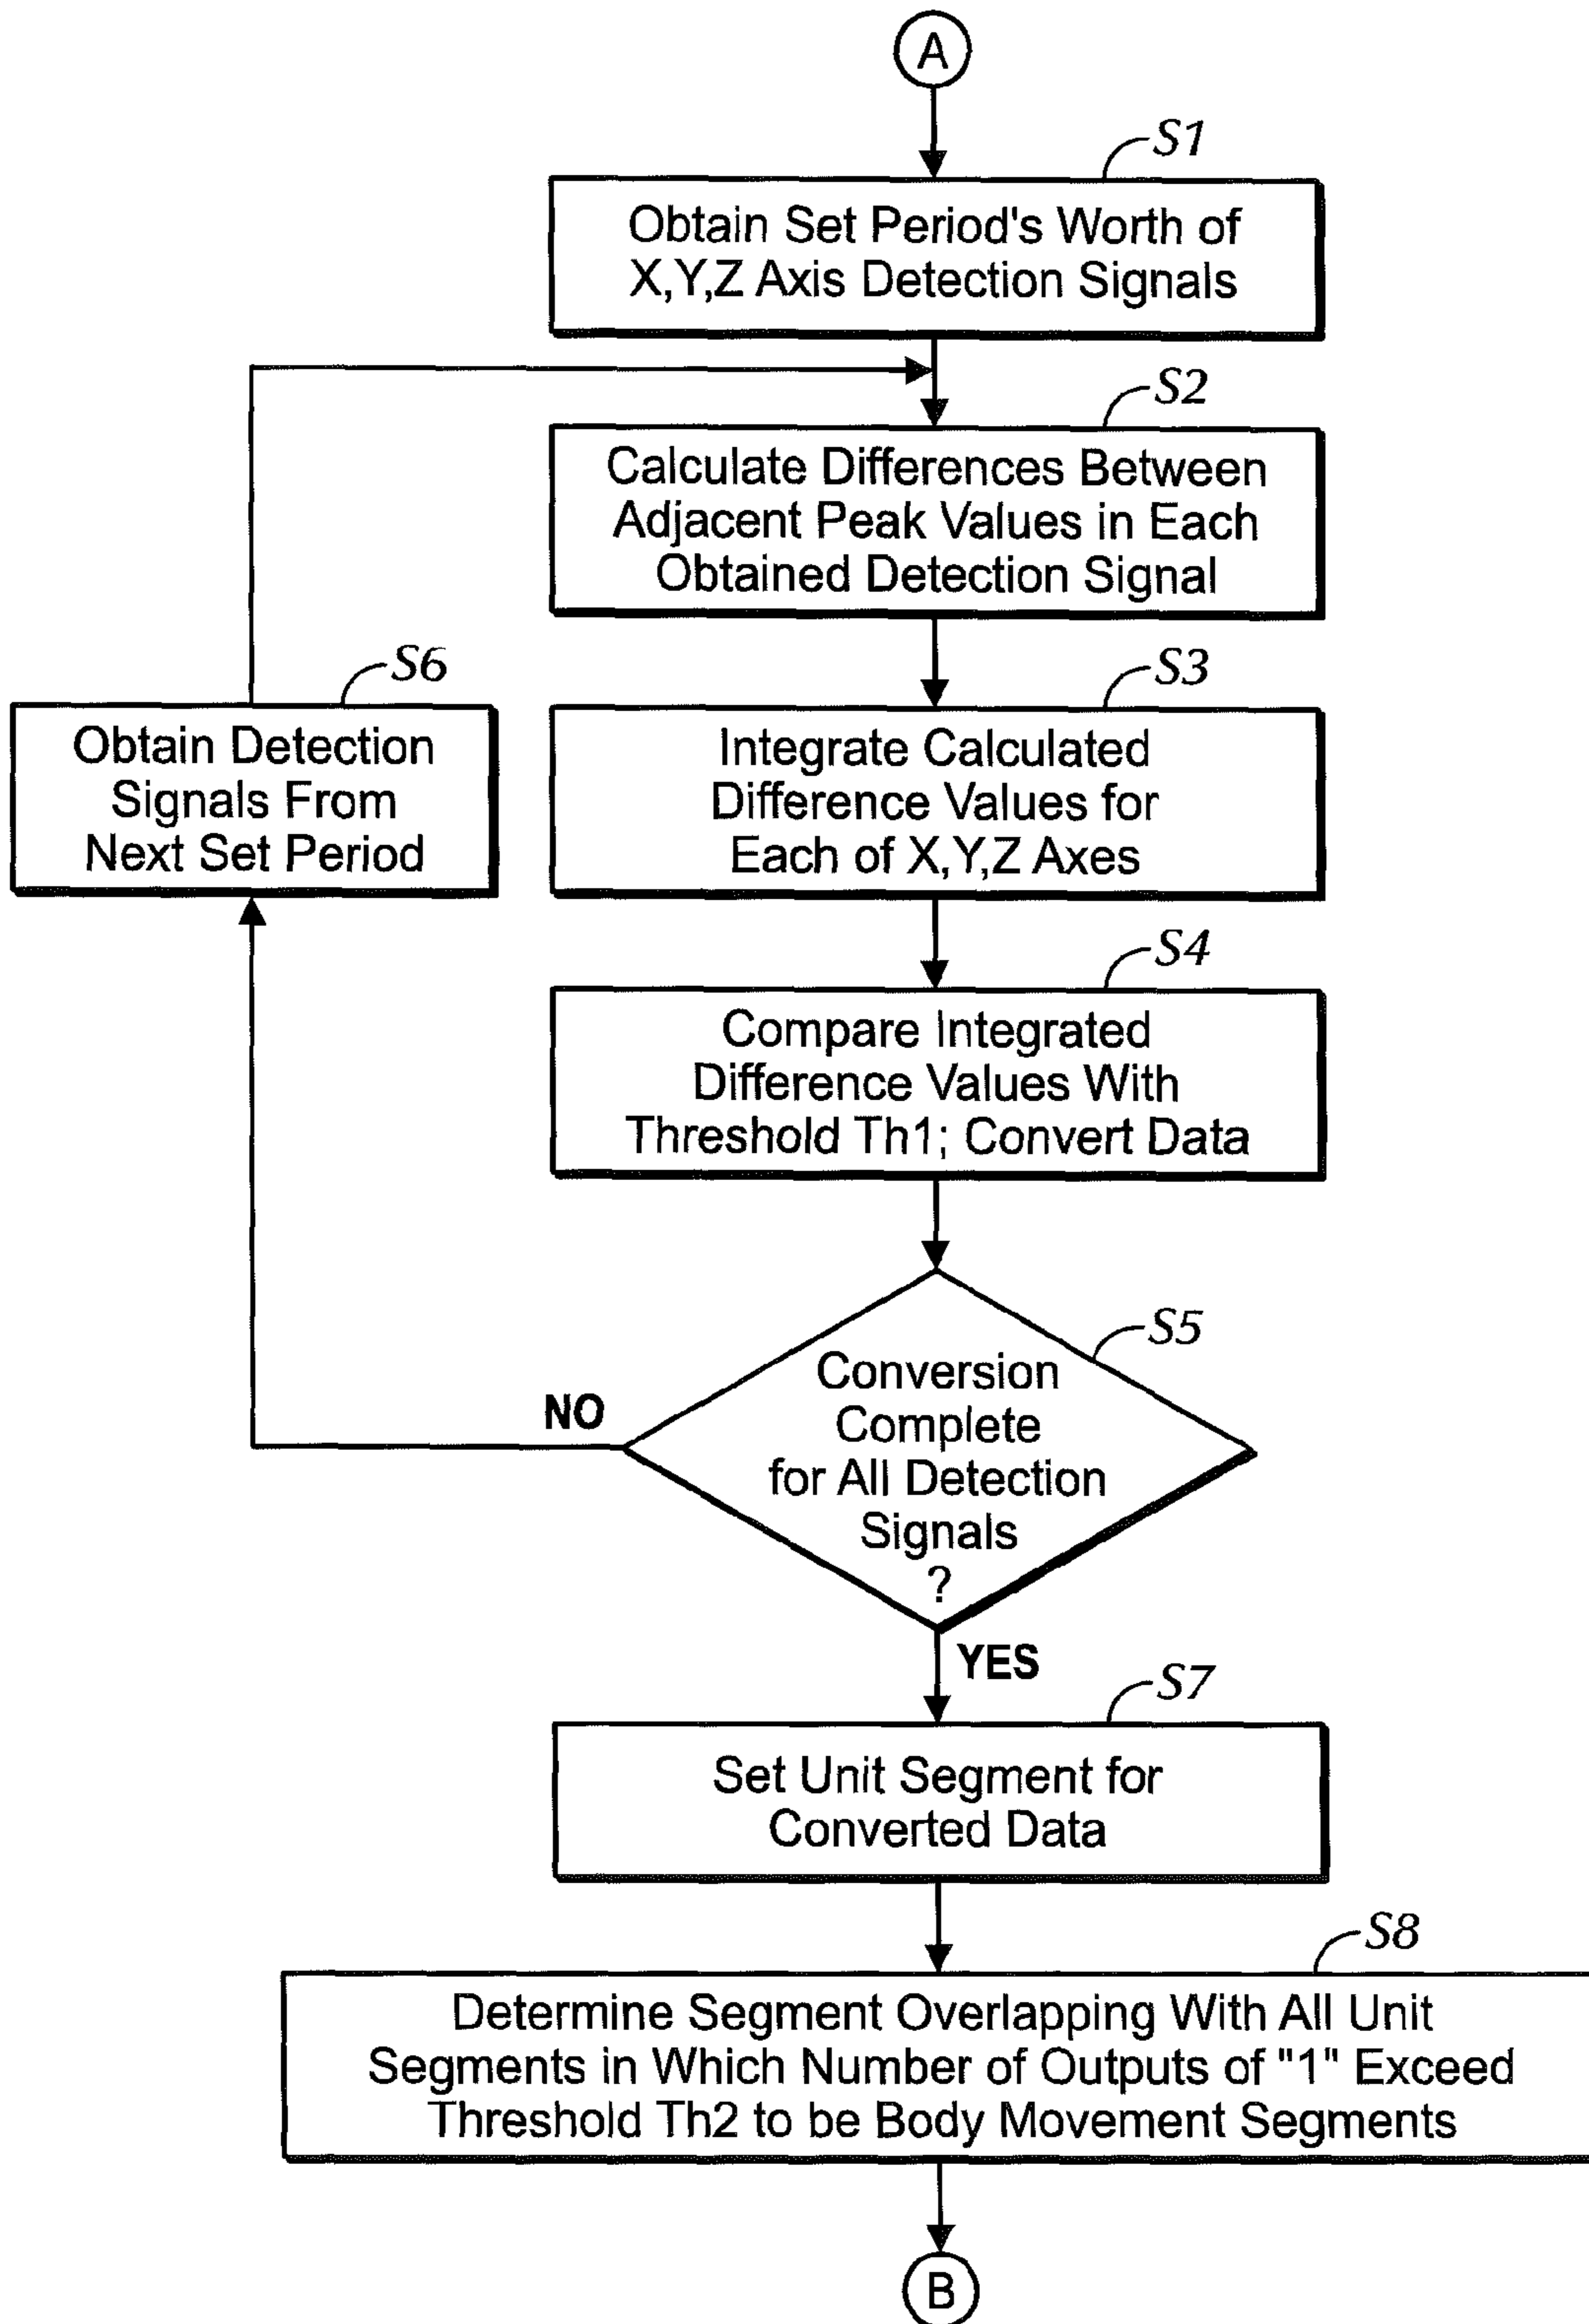 A
S1
Obtain Set Period's Worth of
X,Y,Z Axis Detection Signals
S2
Calculate Differences Between
Adjacent Peak Values in Each
Obtained Detection Signal
S6
Obtain Detection
Signals From
Next Set Period
S3
Integrate Calculated
Difference Values for
Each of X,Y,Z Axes
S4
Compare Integrated
Difference Values With
Threshold Th1; Convert Data
S5
Conversion
Complete
for All Detection
Signals
?
NO
YES
S7
Set Unit Segment for
Converted Data
S8
Determine Segment Overlapping With All Unit
Segments in Which Number of Outputs of "1" Exceed
Threshold Th2 to be Body Movement Segments
B